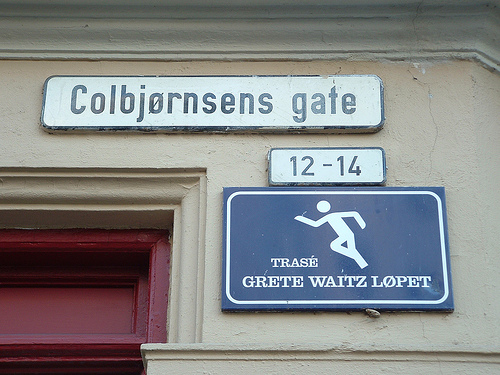 Colbjørnsens gate
12-14
TRASÉ
GRETE WAITZ LØPET